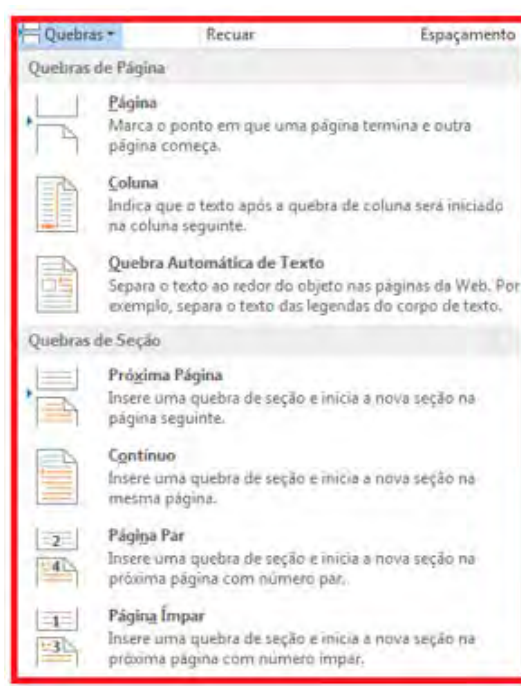 Quebras Recuar Espaçamento
Quebras de Página
Página
Marca o ponto em que uma página termina e outra
página começa.
Coluna
Indica que o texto após a quebra de coluna será iniciado
na coluna seguinte.
Quebra Automática de Texto
Separa o texto ao redor do objeto nas páginas da Web. Por
exemplo, separa o texto das legendas do corpo de texto.
Quebras de Seção
Próxima Página
Insere uma quebra de seção e inicia a nova seção na
página seguinte.
Contínuo
Insere uma quebra de seção e inicia a nova seção na
mesma página.
2
4
Página Par
Insere uma quebra de seção e inicia a nova seção na
próxima página com número par.
1
3
Página Ímpar
Insere uma quebra de seção e inicia a nova seção na
próxima página com número ímpar.